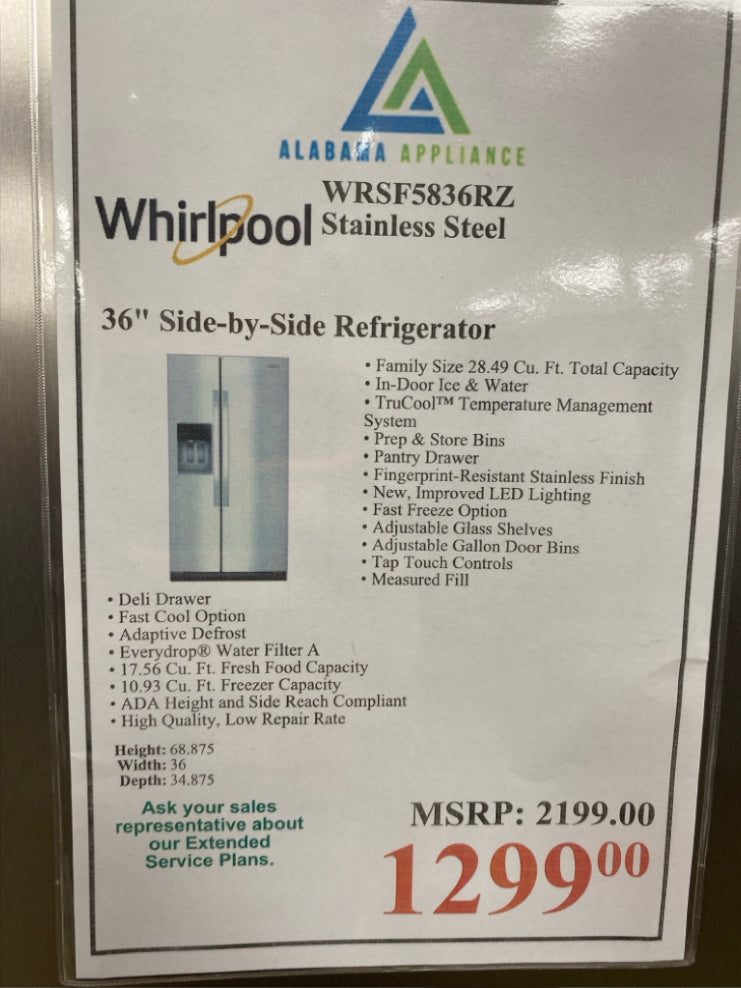 ALABAMA APPLIANCE
Whirlpool
WRSF5836RZ
Stainless Steel
36" Side-by-Side Refrigerator
• Family Size 28.49 Cu. Ft. Total Capacity
• In-Door Ice & Water
• TruCool™ Temperature Management
System
• Prep & Store Bins
• Pantry Drawer
• Fingerprint-Resistant Stainless Finish
• New, Improved LED Lighting
• Fast Freeze Option
• Adjustable Glass Shelves
• Adjustable Gallon Door Bins
• Tap Touch Controls
• Measured Fill
• Deli Drawer
• Fast Cool Option
• Adaptive Defrost
• Everydrop® Water Filter A
• 17.56 Cu. Ft. Fresh Food Capacity
• 10.93 Cu. Ft. Freezer Capacity
• ADA Height and Side Reach Compliant
• High Quality, Low Repair Rate
Height: 68.875
Width: 36
Depth: 34.875
Ask your sales
representative about
our Extended
Service Plans.
MSRP: 2199.00
1299⁰⁰